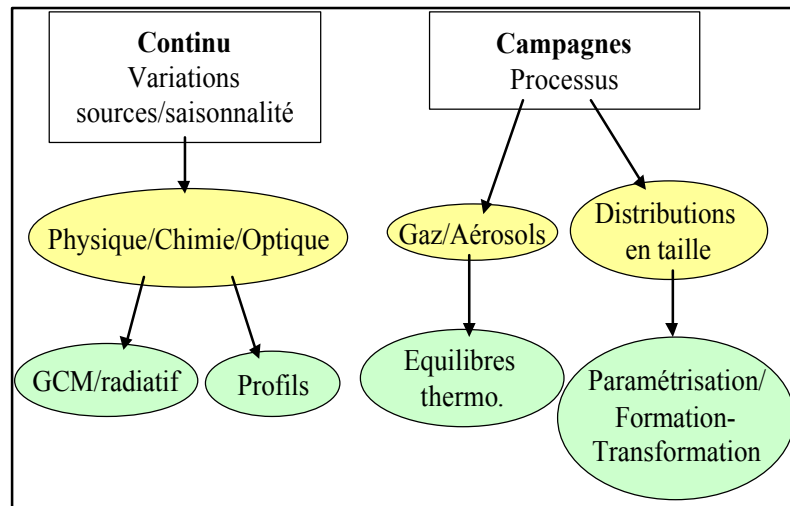 Continu
Variations
sources/saisonnalité
Campagnes
Processus
Physique/Chimie/Optique
Gaz/Aérosols
Distributions
en taille
GCM/radiatif
Profils
Equilibres
thermo.
Paramétrisation/
Formation-
Transformation